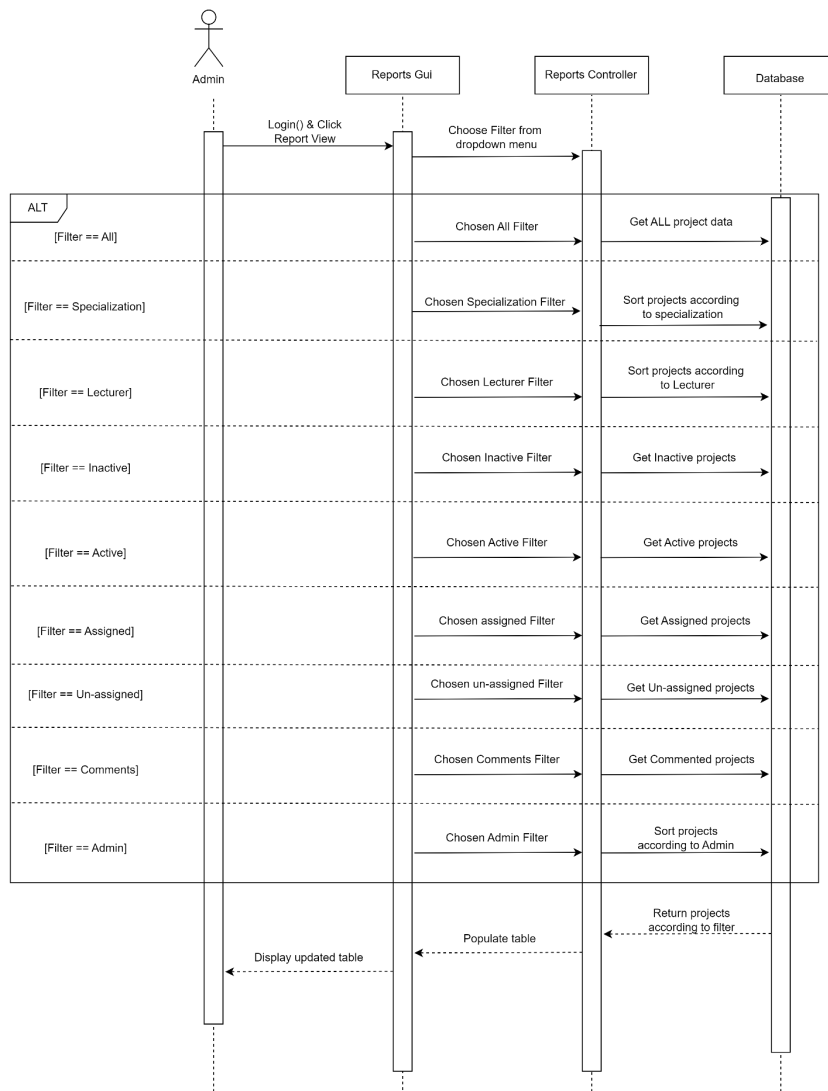 Admin
Reports Gui
Reports Controller
Database
Login() & Click
Report View
Choose Filter from
dropdown menu
ALT
[Filter == All]
Chosen All Filter
Get ALL project data
[Filter == Specialization]
Chosen Specialization Filter
Sort projects according
to specialization
[Filter == Lecturer]
Chosen Lecturer Filter
Sort projects according
to Lecturer
[Filter == Inactive]
Chosen Inactive Filter
Get Inactive projects
[Filter == Active]
Chosen Active Filter
Get Active projects
[Filter == Assigned]
Chosen assigned Filter
Get Assigned projects
[Filter == Un-assigned]
Chosen un-assigned Filter
Get Un-assigned projects
[Filter == Comments]
Chosen Comments Filter
Get Commented projects
[Filter == Admin]
Chosen Admin Filter
Sort projects
according to Admin
Return projects
according to filter
Populate table
Display updated table